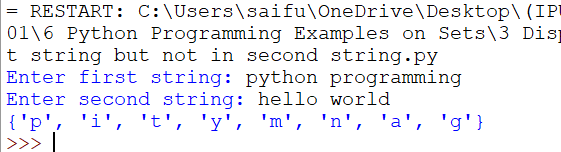 = RESTART: C:\Users\saifu\OneDrive\Desktop\(IPU
01\6 Python Programming Examples on Sets\3 Disp
t string but not in second string.py
Enter first string: python programming
Enter second string: hello world
{'p', 'i', 't', 'y', 'm', 'n', 'a', 'g'}
>>>